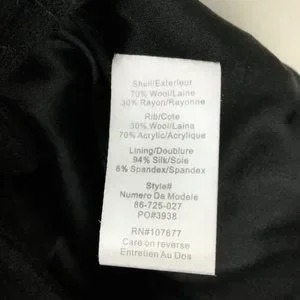 Shell/Exterieur
70% Wool/Laine
30% Rayon/Rayonne
Rib/Cote
30% Wool/Laine
70% Acrylic/Acrylique
Lining/Doublure
94% Silk/Soie
6% Spandex/Spandex
Style#
Numero De Modele
86-725-027
PO#3938
RN#107677
Care on reverse
Entretien Au Dos